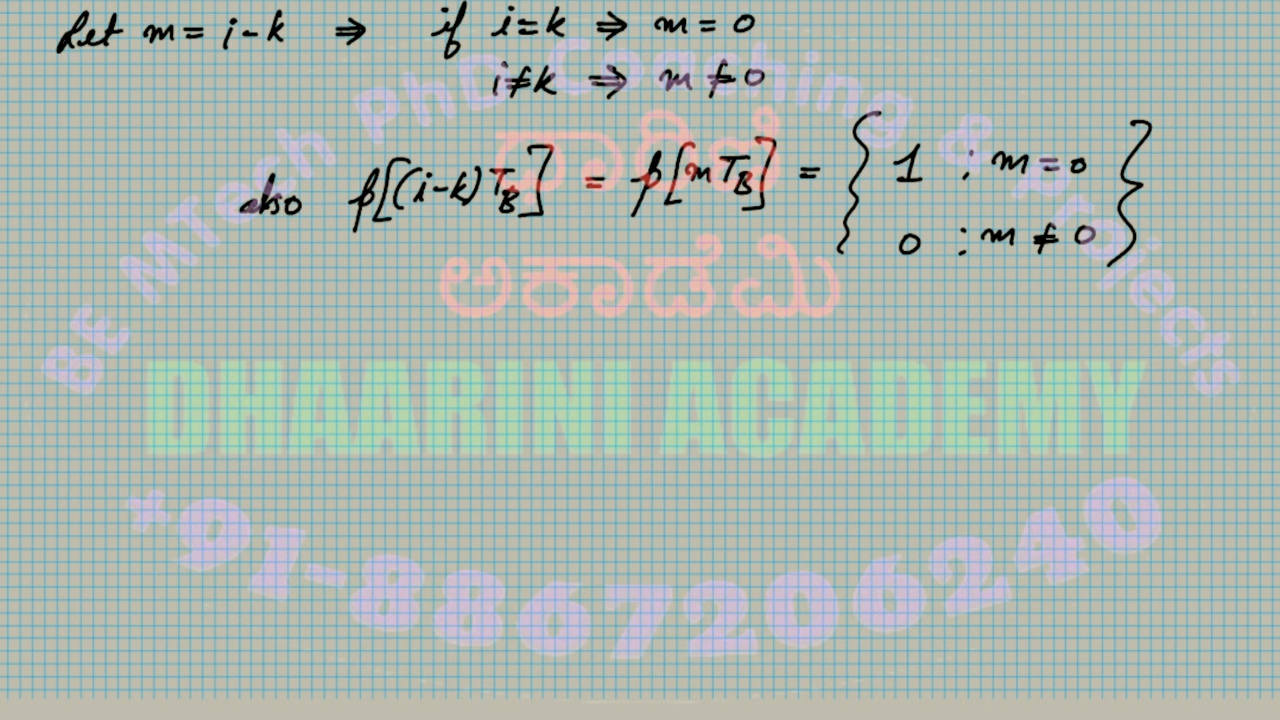 Let m = i - k ⇒ if i = k ⇒ m = 0
i ≠ k ⇒ m ≠ 0
also p[(i-k)T_B] = p[mT_B] = { 1 ; m = 0
0 : m ≠ 0 }
BE MTech PhD Coaching & Projects
ಧಾರಿಣಿ
ಅಕಾಡೆಮಿ
DHAARINI ACADEMY
+91-8867206240